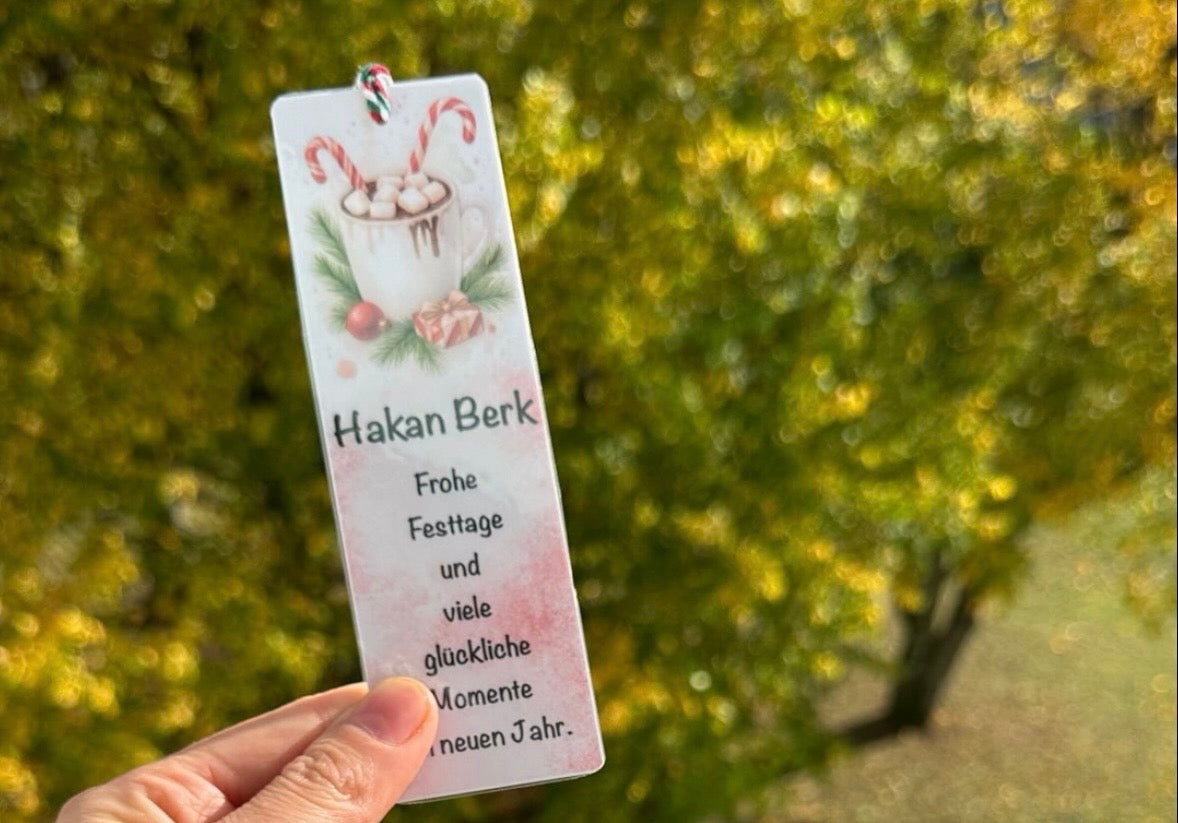 Hakan Berk
Frohe
Festtage
und
viele
glückliche
Momente
neuen Jahr.